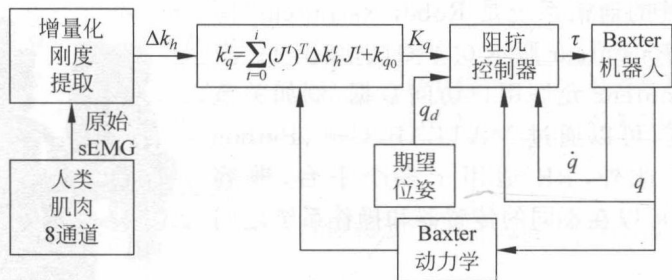 增量化
刚度
提取
Δk_h
k_q^t=∑_{t=0}^{i}(J^t)^TΔk_h^tJ^t+k_{q0}
K_q
阻抗
控制器
τ
Baxter
机器人
原始
sEMG
人类
肌肉
8通道
q_d
期望
位姿
q̇
q
Baxter
动力学